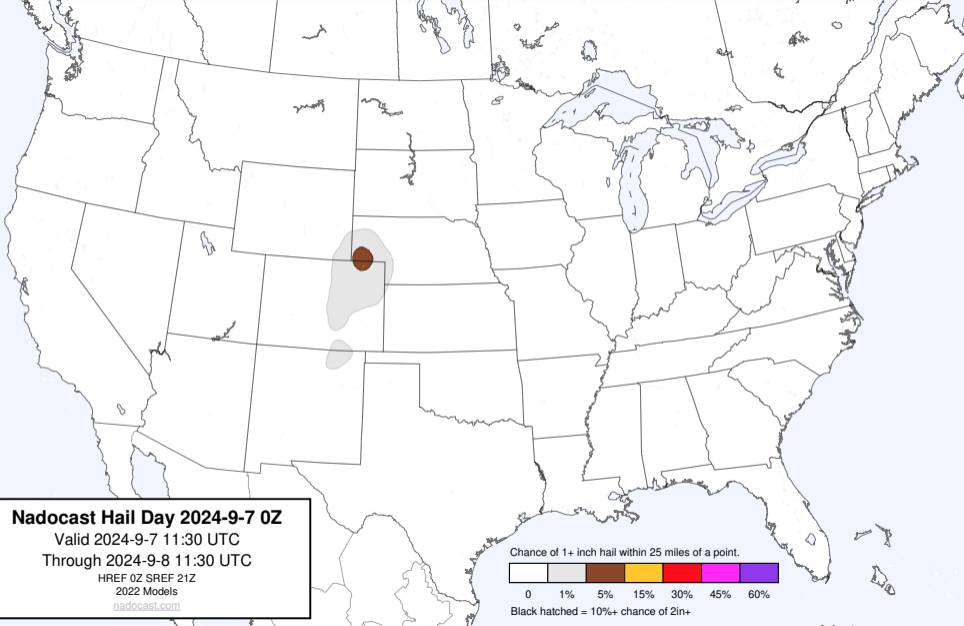 Nadocast Hail Day 2024-9-7 0Z
Valid 2024-9-7 11:30 UTC
Through 2024-9-8 11:30 UTC
HREF 0Z SREF 21Z
2022 Models
nadocast.com
Chance of 1+ inch hail within 25 miles of a point.
0 1% 5% 15% 30% 45% 60%
Black hatched = 10%+ chance of 2in+